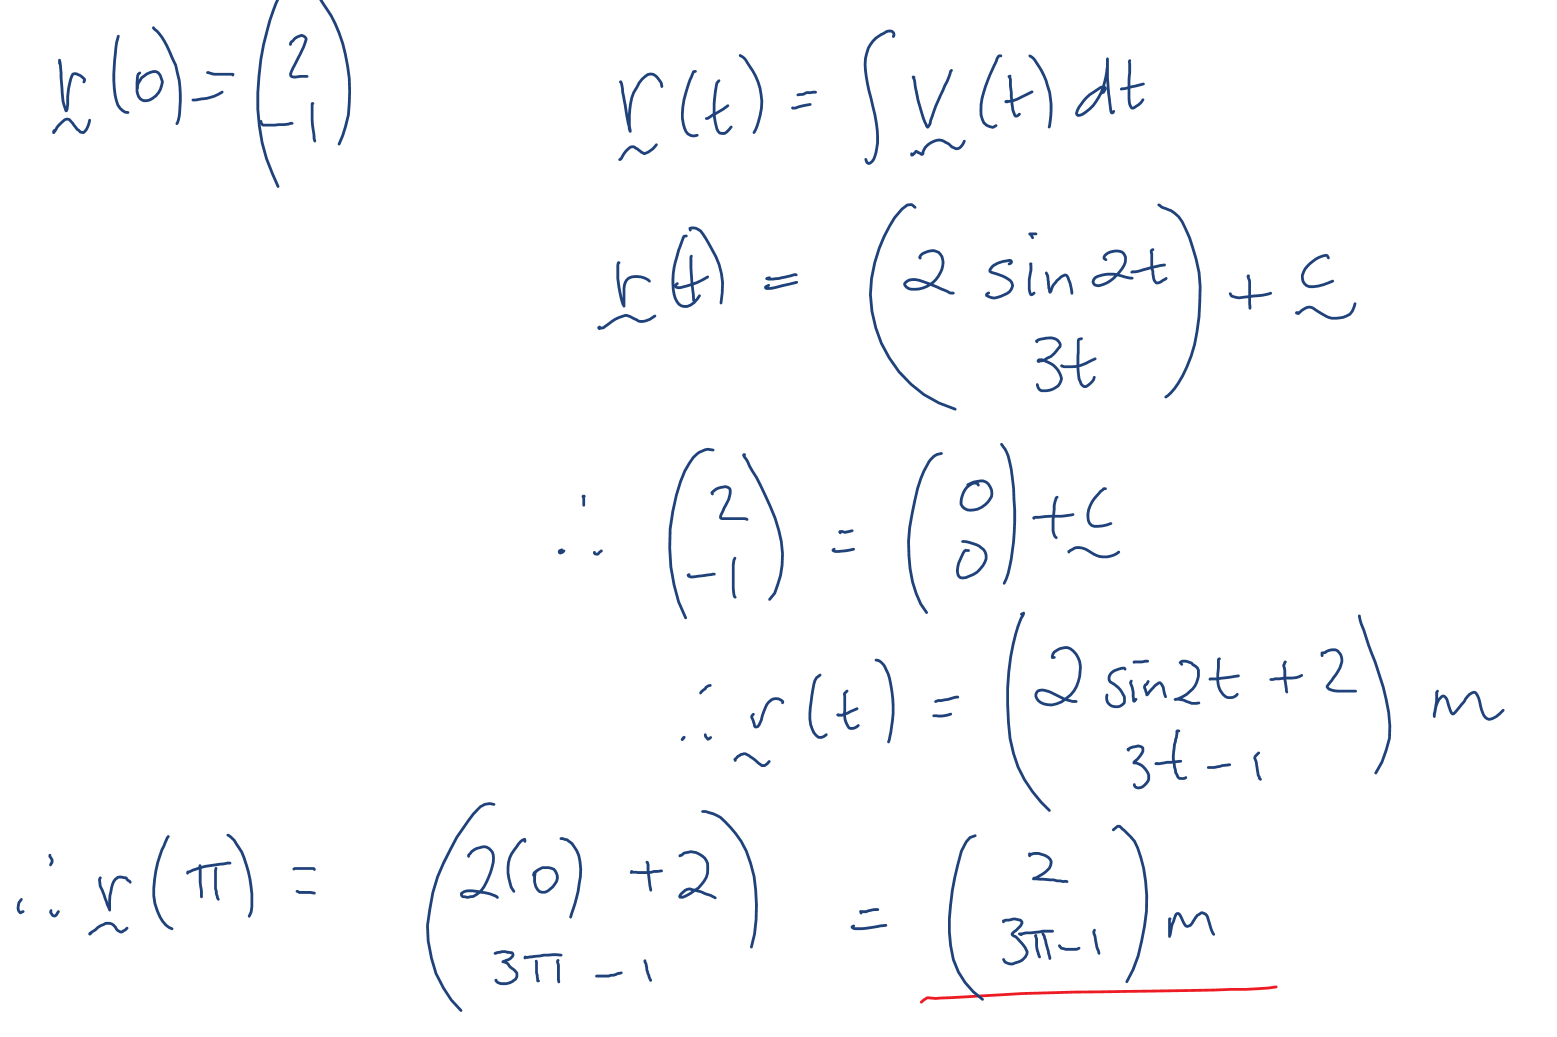 r̰(0) = (2, -1)
r̰(t) = ∫ v̰(t) dt
r̰(t) = (2 sin 2t, 3t) + c̰
∴ (2, -1) = (0, 0) + c̰
∴ r̰(t) = (2 sin 2t + 2, 3t - 1) m
∴ r̰(π) = (2(0) + 2, 3π - 1) = (2, 3π - 1) m